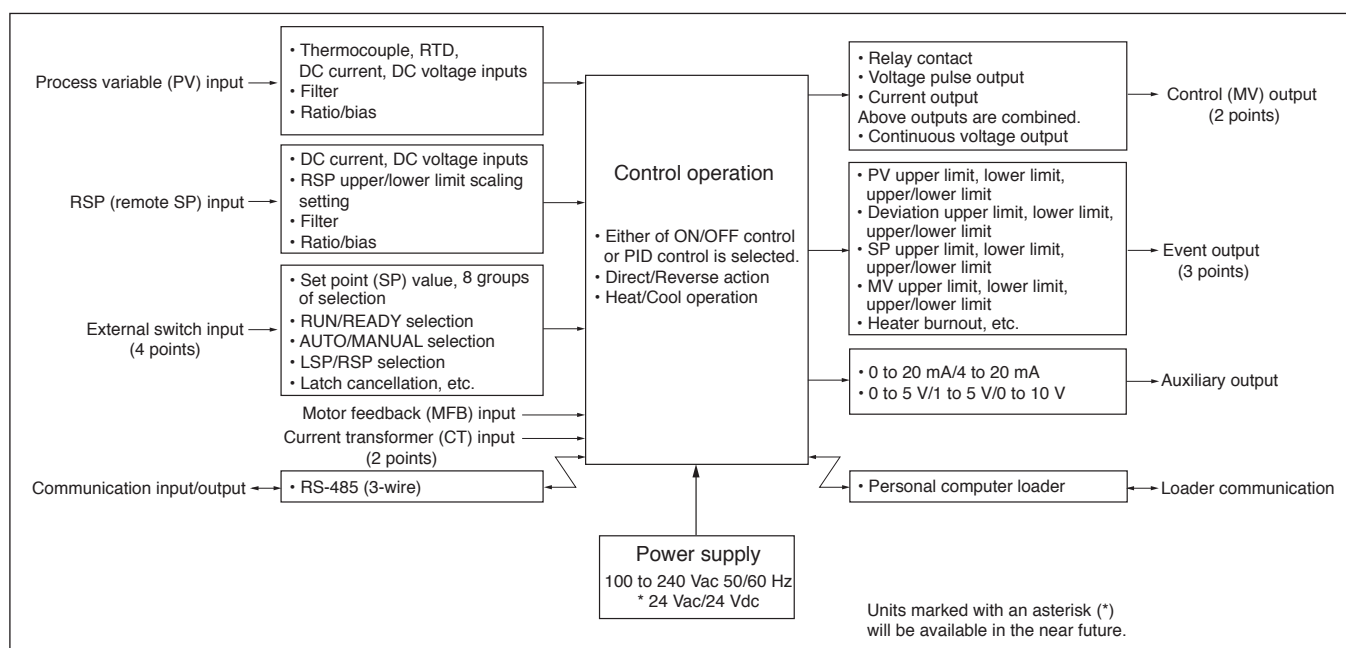 Process variable (PV) input
• Thermocouple, RTD,
DC current, DC voltage inputs
• Filter
• Ratio/bias
RSP (remote SP) input
• DC current, DC voltage inputs
• RSP upper/lower limit scaling
setting
• Filter
• Ratio/bias
External switch input
(4 points)
• Set point (SP) value, 8 groups
of selection
• RUN/READY selection
• AUTO/MANUAL selection
• LSP/RSP selection
• Latch cancellation, etc.
Motor feedback (MFB) input
Current transformer (CT) input
(2 points)
Communication input/output
• RS-485 (3-wire)
Control operation
• Either of ON/OFF control
or PID control is selected.
• Direct/Reverse action
• Heat/Cool operation
Power supply
100 to 240 Vac 50/60 Hz
* 24 Vac/24 Vdc
• Relay contact
• Voltage pulse output
• Current output
Above outputs are combined.
• Continuous voltage output
Control (MV) output
(2 points)
• PV upper limit, lower limit,
upper/lower limit
• Deviation upper limit, lower limit,
upper/lower limit
• SP upper limit, lower limit,
upper/lower limit
• MV upper limit, lower limit,
upper/lower limit
• Heater burnout, etc.
Event output
(3 points)
• 0 to 20 mA/4 to 20 mA
• 0 to 5 V/1 to 5 V/0 to 10 V
Auxiliary output
• Personal computer loader
Loader communication
Units marked with an asterisk (*)
will be available in the near future.